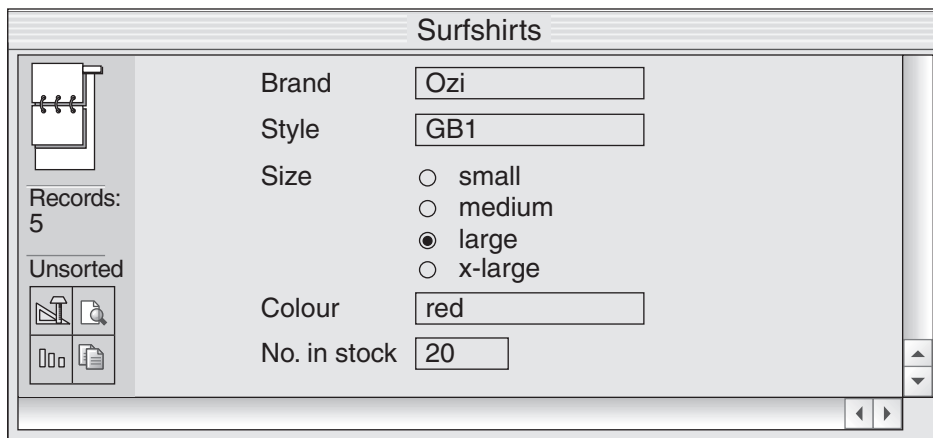 Surfshirts
Records:
5
Unsorted
Brand Ozi
Style GB1
Size small
medium
large
x-large
Colour red
No. in stock 20